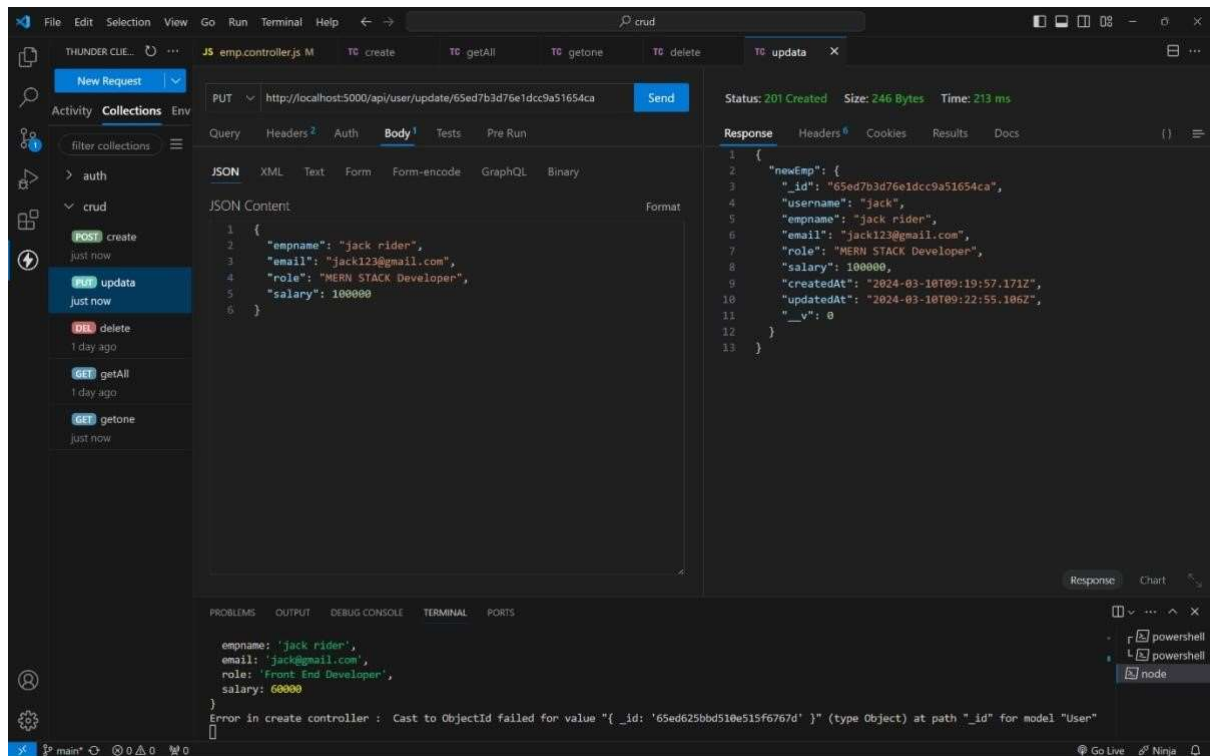 File Edit Selection View Go Run Terminal Help crud
THUNDER CLIE... JS emp.controller.js M TC create TC getAll TC getone TC delete TC updata
New Request
Activity Collections Env
filter collections
auth
crud
POST create
just now
PUT updata
just now
DEL delete
1 day ago
GET getAll
1 day ago
GET getone
just now
PUT http://localhost:5000/api/user/update/65ed7b3d76e1dcc9a51654ca Send
Query Headers 2 Auth Body 1 Tests Pre Run
JSON XML Text Form Form-encode GraphQL Binary
JSON Content Format
1 {
2 "empname": "jack rider",
3 "email": "jack123@gmail.com",
4 "role": "MERN STACK Developer",
5 "salary": 100000
6 }
Status: 201 Created Size: 246 Bytes Time: 213 ms
Response Headers 6 Cookies Results Docs { }
1 {
2 "newEmp": {
3 "_id": "65ed7b3d76e1dcc9a51654ca",
4 "username": "jack",
5 "empname": "jack rider",
6 "email": "jack123@gmail.com",
7 "role": "MERN STACK Developer",
8 "salary": 100000,
9 "createdAt": "2024-03-10T09:19:57.171Z",
10 "updatedAt": "2024-03-10T09:22:55.106Z",
11 "__v": 0
12 }
13 }
Response Chart
PROBLEMS OUTPUT DEBUG CONSOLE TERMINAL PORTS
empname: 'jack rider',
email: 'jack@gmail.com',
role: 'Front End Developer',
salary: 60000
}
Error in create controller : Cast to ObjectId failed for value "{ _id: '65ed625bbd510e515f6767d' }" (type Object) at path "_id" for model "User"
powershell
powershell
node
main* 0 0 0 Go Live Ninja